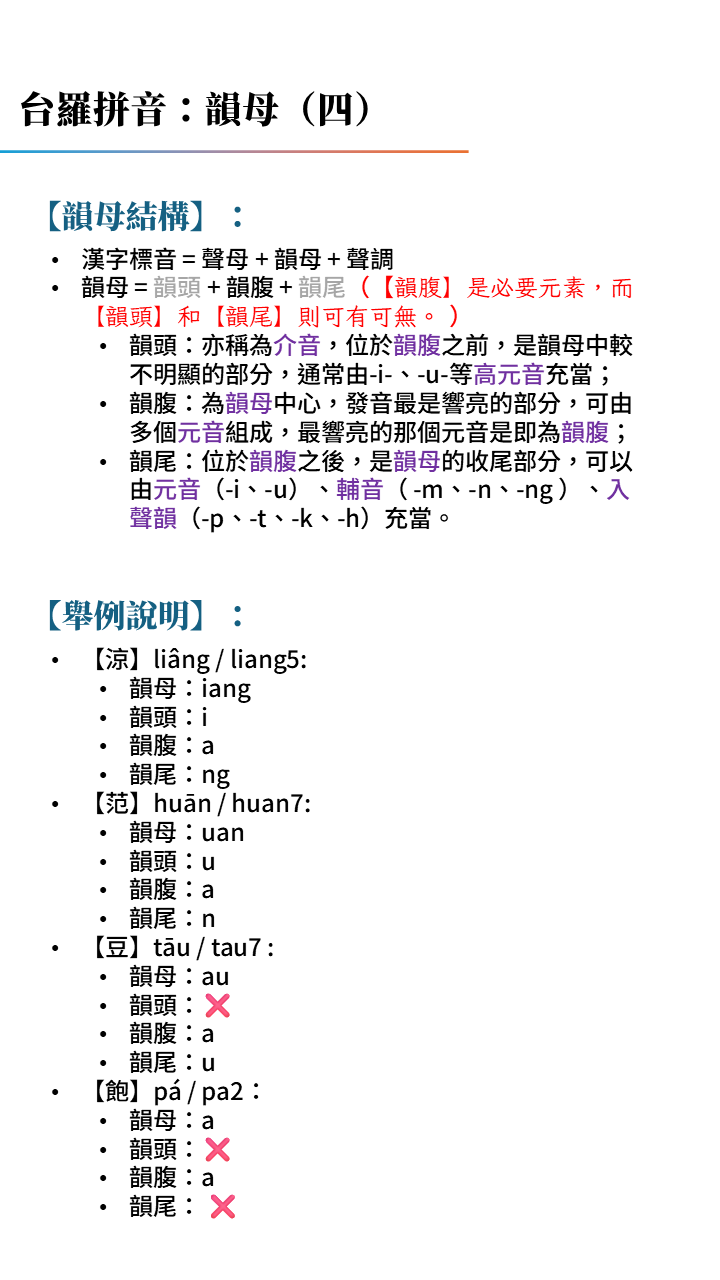 台羅拼音：韻母（四）
【韻母結構】：
• 漢字標音 = 聲母 + 韻母 + 聲調
• 韻母 = 韻頭 + 韻腹 + 韻尾（【韻腹】是必要元素，而
【韻頭】和【韻尾】則可有可無。）
• 韻頭：亦稱為介音，位於韻腹之前，是韻母中較
不明顯的部分，通常由-i-、-u-等高元音充當；
• 韻腹：為韻母中心，發音最是響亮的部分，可由
多個元音組成，最響亮的那個元音是即為韻腹；
• 韻尾：位於韻腹之後，是韻母的收尾部分，可以
由元音（-i、-u）、輔音（ -m、-n、-ng ）、入
聲韻（-p、-t、-k、-h）充當。
【舉例說明】：
• 【涼】liâng / liang5:
• 韻母：iang
• 韻頭：i
• 韻腹：a
• 韻尾：ng
• 【范】huān / huan7:
• 韻母：uan
• 韻頭：u
• 韻腹：a
• 韻尾：n
• 【豆】tāu / tau7 :
• 韻母：au
• 韻頭：❌
• 韻腹：a
• 韻尾：u
• 【飽】pá / pa2：
• 韻母：a
• 韻頭：❌
• 韻腹：a
• 韻尾： ❌